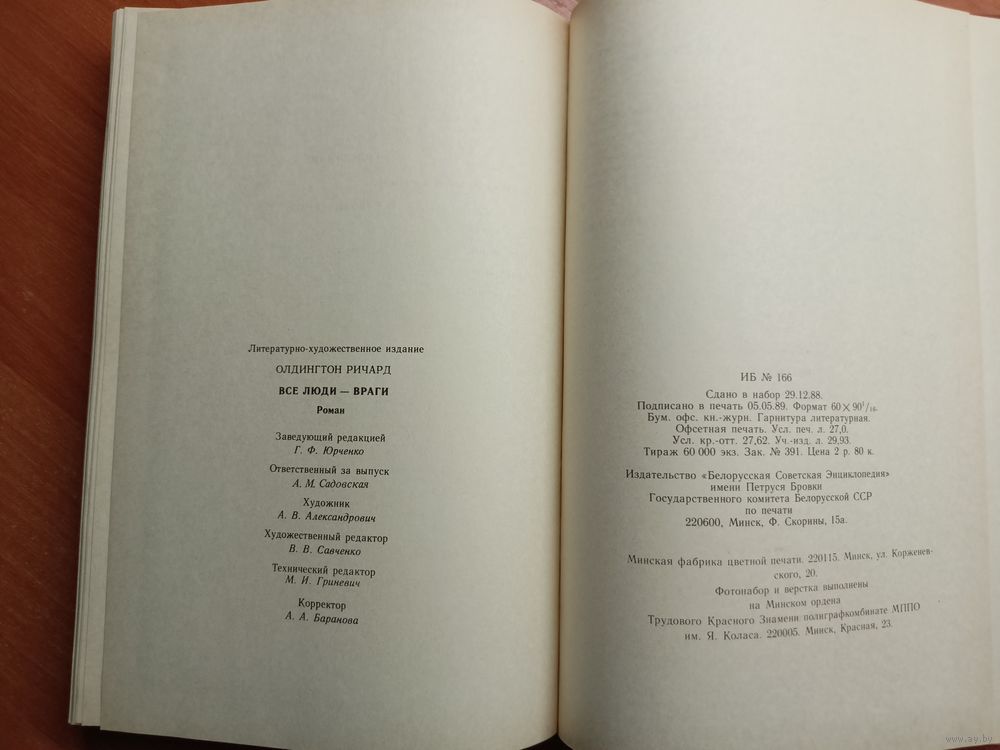 Литературно-художественное издание
ОЛДИНГТОН РИЧАРД
ВСЕ ЛЮДИ — ВРАГИ
Роман
Заведующий редакцией
Г. Ф. Юрченко
Ответственный за выпуск
А. М. Садовская
Художник
А. В. Александрович
Художественный редактор
В. В. Савченко
Технический редактор
М. И. Гриневич
Корректор
А. А. Баранова
ИБ № 166
Сдано в набор 29.12.88.
Подписано в печать 05.05.89. Формат 60×90¹/₁₆.
Бум. офс. кн.-журн. Гарнитура литературная.
Офсетная печать. Усл. печ. л. 27,0.
Усл. кр.-отт. 27,62. Уч.-изд. л. 29,93.
Тираж 60 000 экз. Зак. № 391. Цена 2 р. 80 к.
Издательство «Белорусская Советская Энциклопедия»
имени Петруся Бровки
Государственного комитета Белорусской ССР
по печати
220600, Минск, Ф. Скорины, 15а.
Минская фабрика цветной печати. 220115. Минск, ул. Корженев-
ского, 20.
Фотонабор и верстка выполнены
на Минском ордена
Трудового Красного Знамени полиграфкомбинате МППО
им. Я. Коласа. 220005. Минск, Красная, 23.
www.ay.by